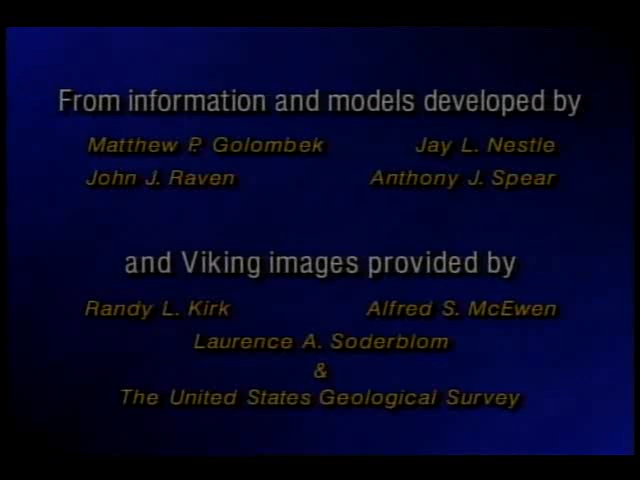 From information and models developed by
Matthew P. Golombek Jay L. Nestle
John J. Raven Anthony J. Spear
and Viking images provided by
Randy L. Kirk Alfred S. McEwen
Laurence A. Soderblom
&
The United States Geological Survey